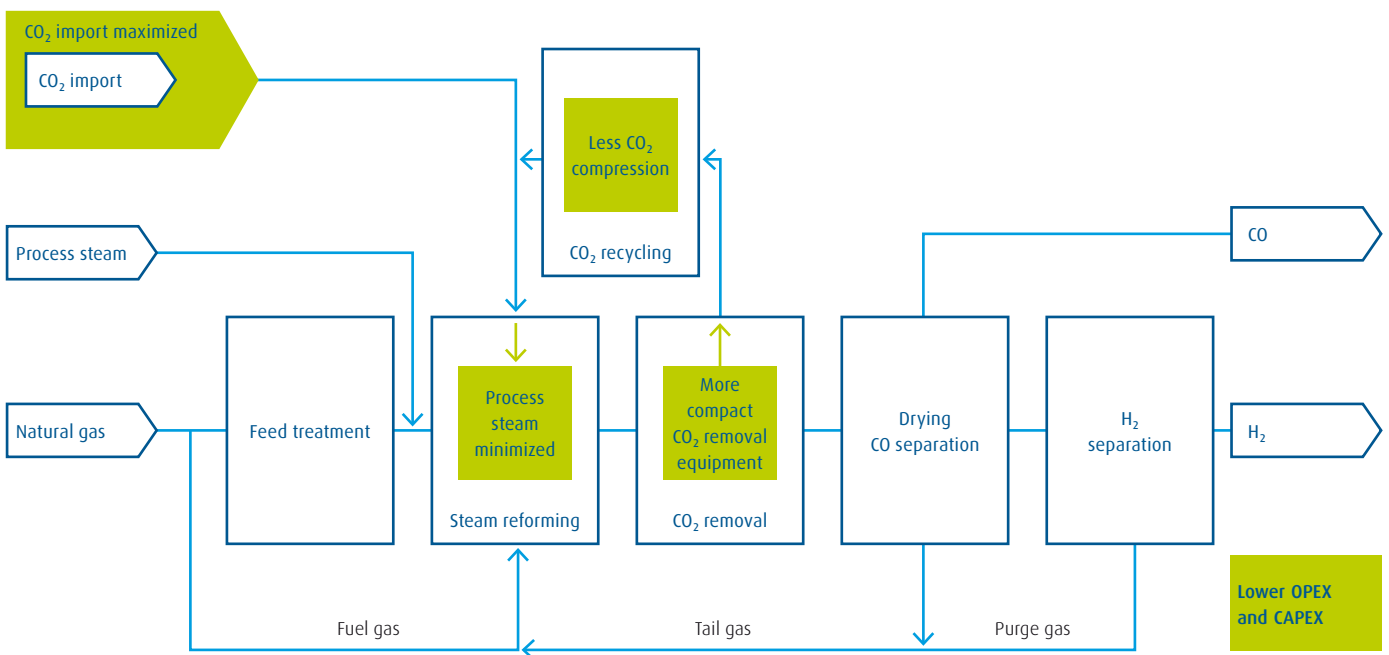 CO₂ import maximized
CO₂ import
Less CO₂
compression
CO₂ recycling
Process steam
CO
Natural gas
Feed treatment
Process
steam
minimized
Steam reforming
More
compact
CO₂ removal
equipment
CO₂ removal
Drying
CO separation
H₂
separation
H₂
Fuel gas
Tail gas
Purge gas
Lower OPEX
and CAPEX